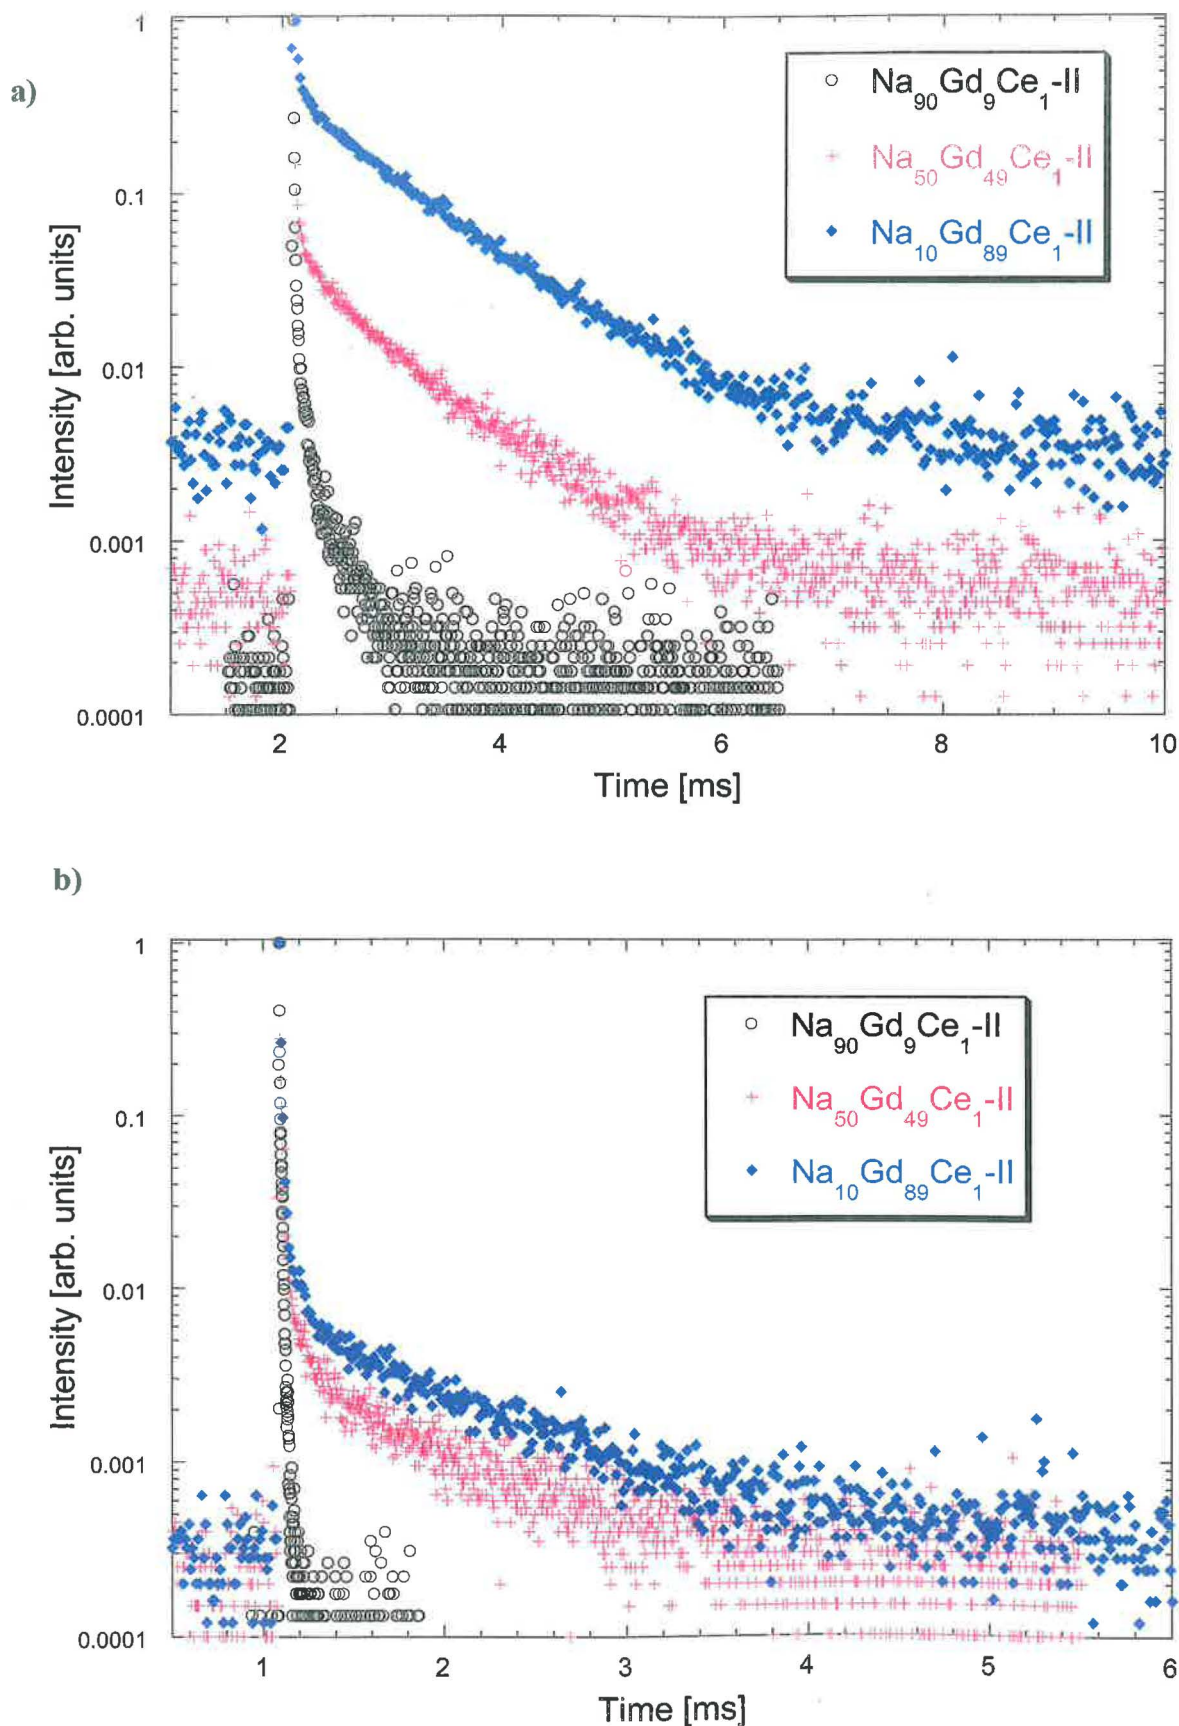 a)
1
0.1
0.01
0.001
0.0001
Intensity [arb. units]
Na90Gd9Ce1-II
Na50Gd49Ce1-II
Na10Gd89Ce1-II
2 4 6 8 10
Time [ms]
b)
1
0.1
0.01
0.001
0.0001
Intensity [arb. units]
Na90Gd9Ce1-II
Na50Gd49Ce1-II
Na10Gd89Ce1-II
1 2 3 4 5 6
Time [ms]